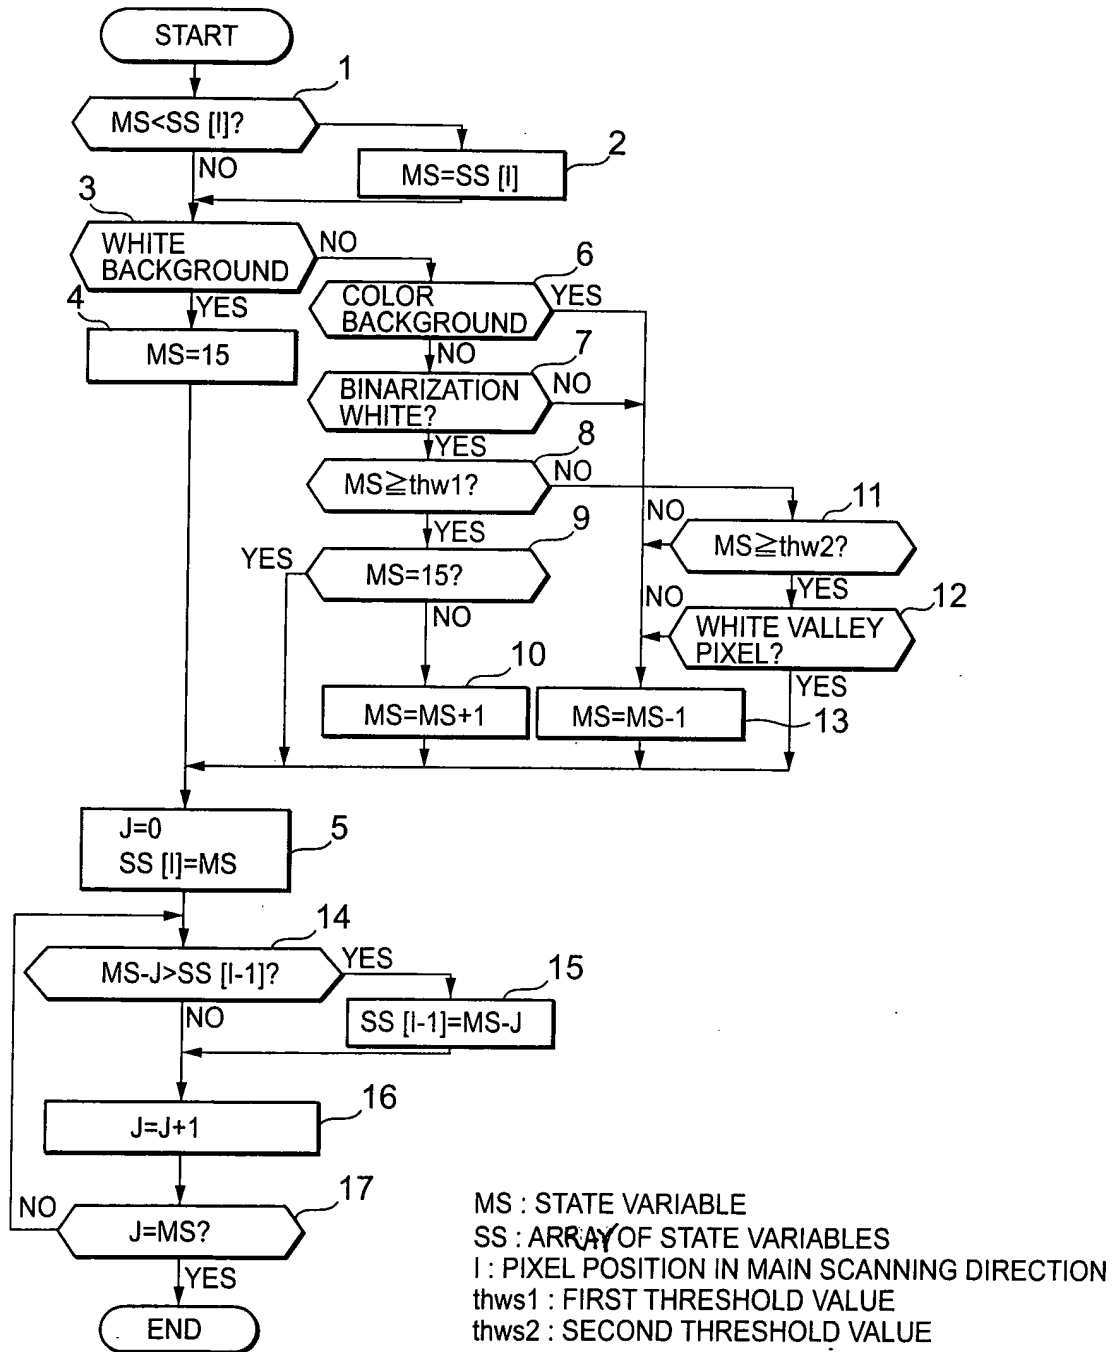 START
1
MS<SS [I]?
NO
2
MS=SS [I]
3
WHITE
BACKGROUND
NO
YES
4
MS=15
6
COLOR
BACKGROUND
YES
NO
7
BINARIZATION
WHITE?
NO
YES
8
MS≧thw1?
NO
YES
11
NO
MS≧thw2?
YES
9
YES
MS=15?
NO
12
NO
WHITE VALLEY
PIXEL?
YES
10
MS=MS+1
MS=MS-1
13
J=0
SS [I]=MS
5
14
MS-J>SS [I-1]?
YES
NO
15
SS [I-1]=MS-J
16
J=J+1
17
NO
J=MS?
YES
END
MS : STATE VARIABLE
SS : ARRAY OF STATE VARIABLES
I : PIXEL POSITION IN MAIN SCANNING DIRECTION
thws1 : FIRST THRESHOLD VALUE
thws2 : SECOND THRESHOLD VALUE